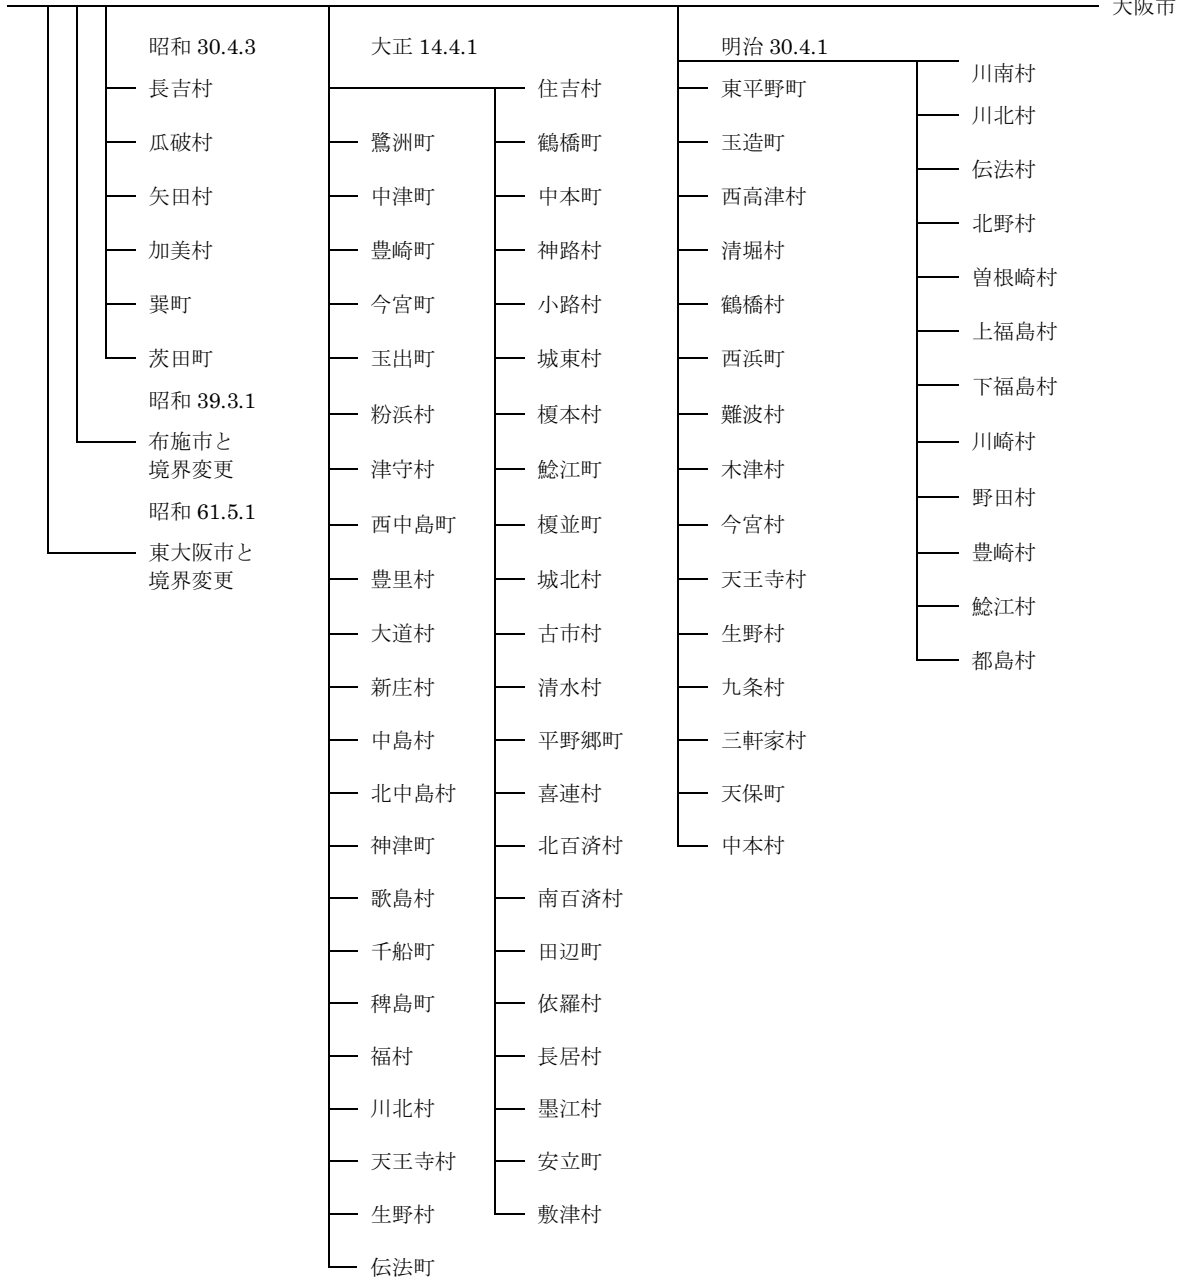 大阪市
昭和 30.4.3
長吉村
瓜破村
矢田村
加美村
巽町
茨田町
昭和 39.3.1
布施市と
境界変更
昭和 61.5.1
東大阪市と
境界変更
大正 14.4.1
鷺洲町
中津町
豊崎町
今宮町
玉出町
粉浜村
津守村
西中島町
豊里村
大道村
新庄村
中島村
北中島村
神津町
歌島村
千船町
稗島町
福村
川北村
天王寺村
生野村
伝法町
住吉村
鶴橋町
中本町
神路村
小路村
城東村
榎本村
鯰江町
榎並町
城北村
古市村
清水村
平野郷町
喜連村
北百済村
南百済村
田辺町
依羅村
長居村
墨江村
安立町
敷津村
明治 30.4.1
東平野町
玉造町
西高津村
清堀村
鶴橋村
西浜町
難波村
木津村
今宮村
天王寺村
生野村
九条村
三軒家村
天保町
中本村
川南村
川北村
伝法村
北野村
曽根崎村
上福島村
下福島村
川崎村
野田村
豊崎村
鯰江村
都島村